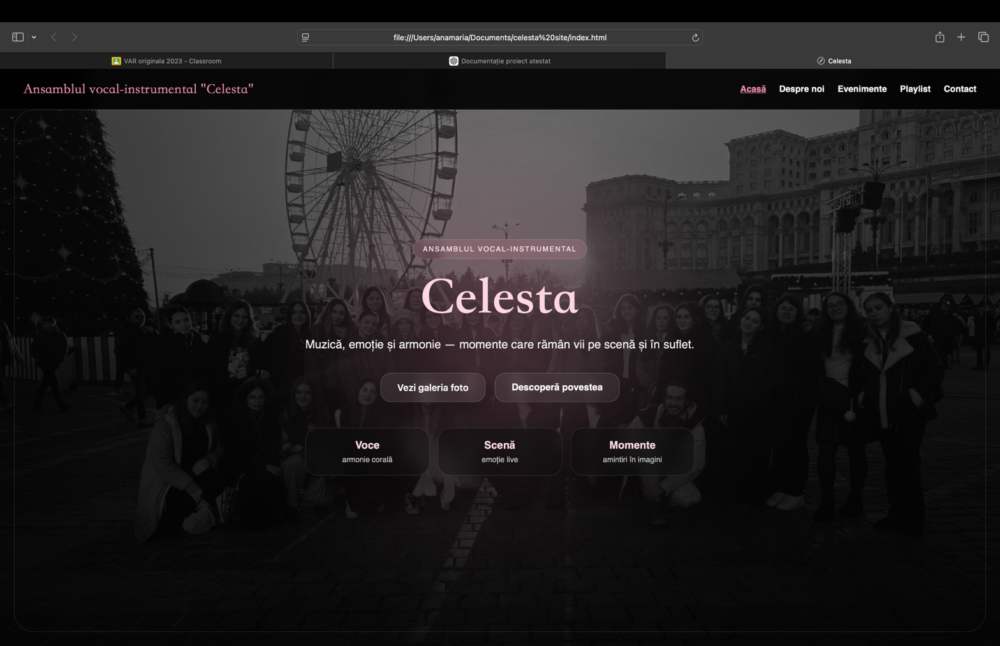 file:///Users/anamaria/Documents/celesta%20site/index.html
VAR originala 2023 - Classroom
Documentație proiect atestat
Celesta
Ansamblul vocal-instrumental "Celesta"
Acasă
Despre noi
Evenimente
Playlist
Contact
ANSAMBLUL VOCAL-INSTRUMENTAL
Celesta
Muzică, emoție și armonie — momente care rămân vii pe scenă și în suflet.
Vezi galeria foto
Descoperă povestea
Voce
armonie corală
Scenă
emoție live
Momente
amintiri în imagini